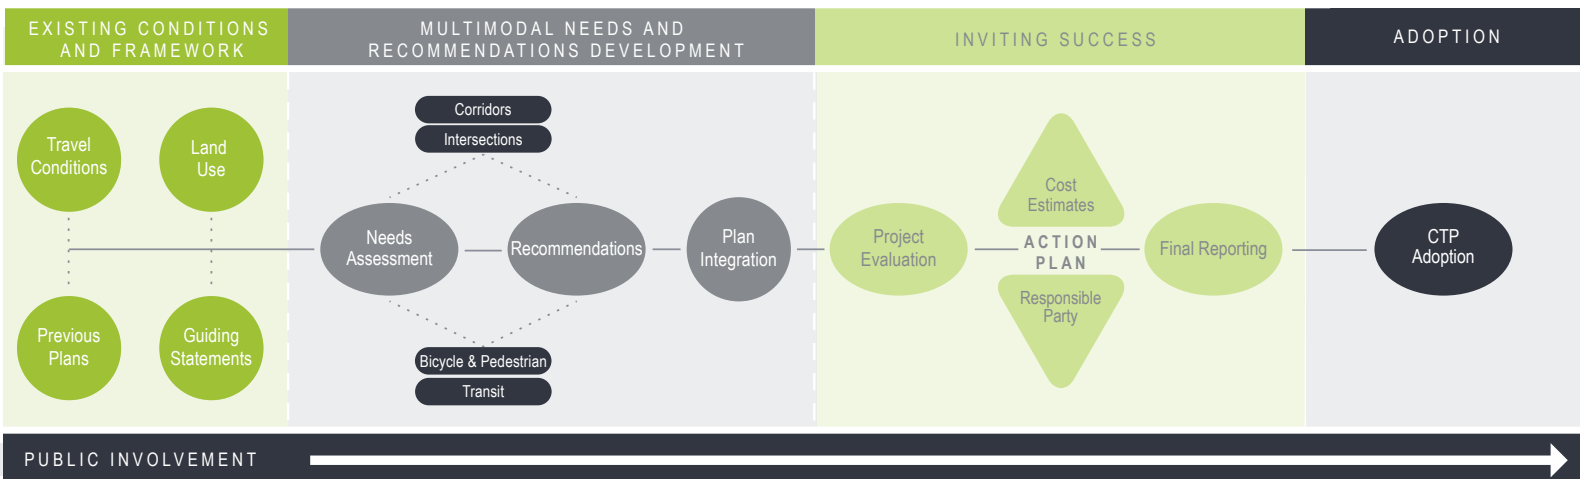 EXISTING CONDITIONS
AND FRAMEWORK
MULTIMODAL NEEDS AND
RECOMMENDATIONS DEVELOPMENT
INVITING SUCCESS
ADOPTION
Travel
Conditions
Land
Use
Previous
Plans
Guiding
Statements
Corridors
Intersections
Needs
Assessment
Recommendations
Plan
Integration
Bicycle & Pedestrian
Transit
Project
Evaluation
Cost
Estimates
ACTION
PLAN
Responsible
Party
Final Reporting
CTP
Adoption
PUBLIC INVOLVEMENT